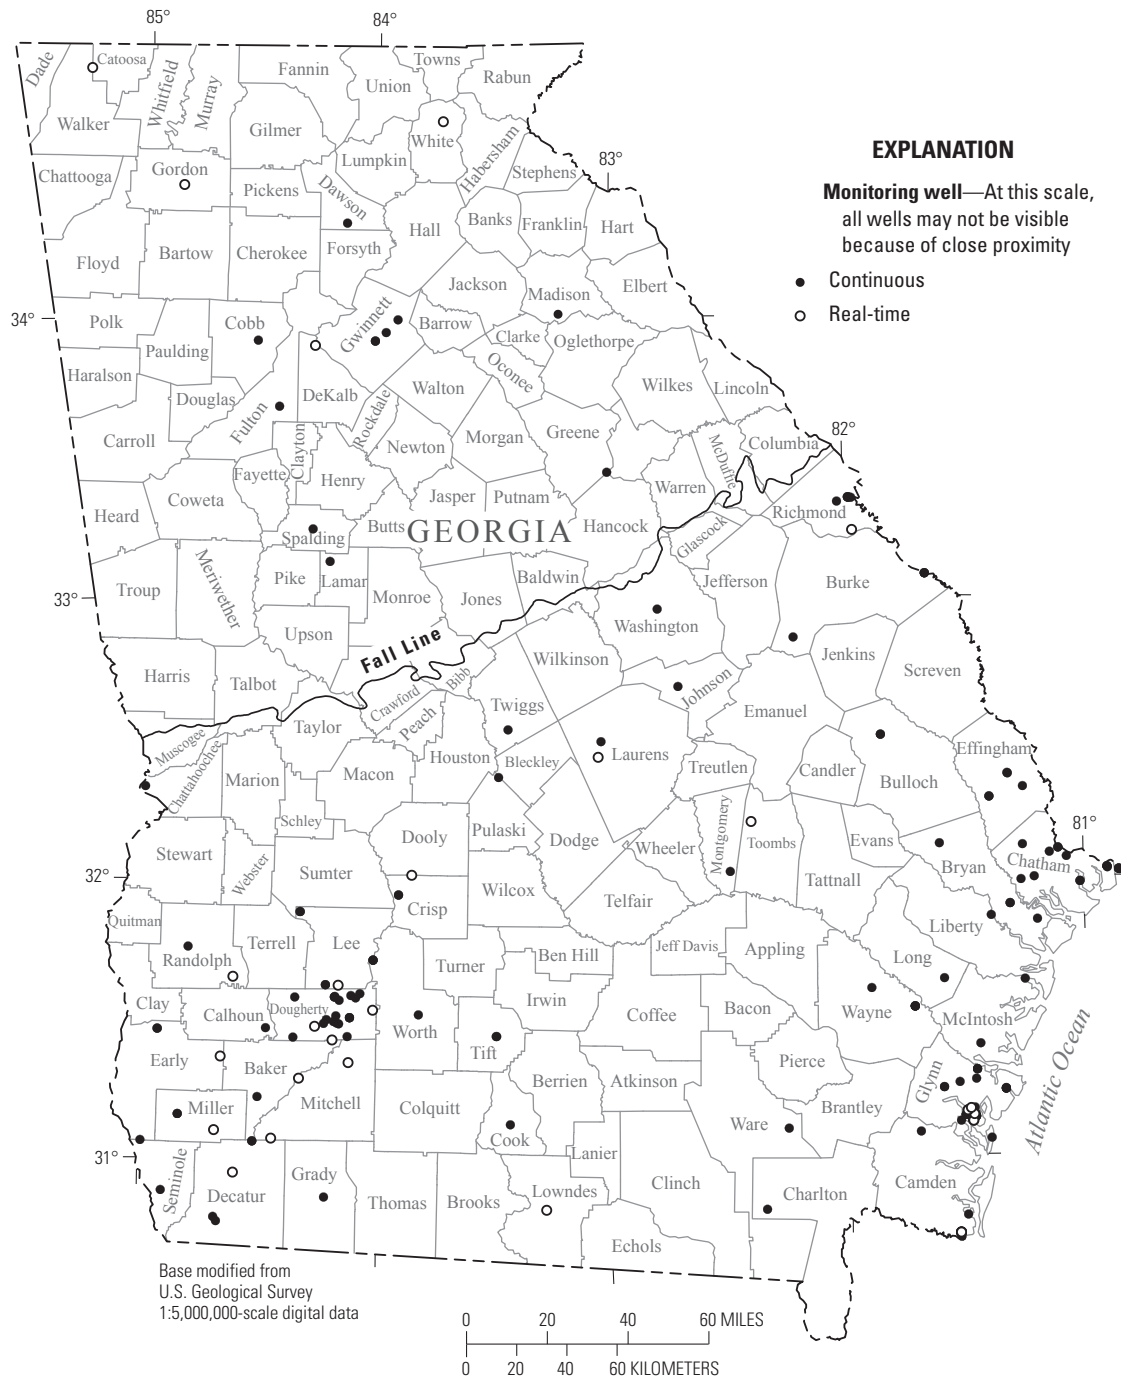 85°
84°
Dade
Catoosa
Whitfield
Murray
Fannin
Union
Towns
Rabun
Walker
Gilmer
White
Habersham
Lumpkin
Stephens
83°
Chattooga
Gordon
Pickens
Dawson
Hall
Banks
Franklin
Hart
Floyd
Bartow
Cherokee
Forsyth
Jackson
Madison
Elbert
34°
Polk
Cobb
Gwinnett
Barrow
Clarke
Oglethorpe
Paulding
Oconee
Haralson
Douglas
Fulton
DeKalb
Rockdale
Walton
Wilkes
Lincoln
Carroll
Clayton
Newton
Morgan
Greene
McDuffie
Columbia
82°
Fayette
Henry
Coweta
Heard
Jasper
Putnam
Warren
Richmond
Spalding
Butts
GEORGIA
Hancock
Glascock
Troup
Meriwether
Pike
Lamar
Monroe
Jones
Baldwin
Jefferson
Burke
33°
Upson
Washington
Fall Line
Harris
Talbot
Crawford
Bibb
Wilkinson
Johnson
Jenkins
Screven
Taylor
Peach
Twiggs
Emanuel
Muscogee
Chattahoochee
Marion
Macon
Houston
Bleckley
Laurens
Treutlen
Candler
Bulloch
Effingham
Schley
Dooly
Pulaski
Dodge
Montgomery
Toombs
Evans
81°
Stewart
Webster
Sumter
Wheeler
Tattnall
Bryan
Chatham
32°
Crisp
Wilcox
Telfair
Quitman
Terrell
Lee
Liberty
Randolph
Turner
Ben Hill
Jeff Davis
Appling
Long
Clay
Calhoun
Dougherty
Worth
Irwin
Coffee
Bacon
Wayne
McIntosh
Early
Baker
Tift
Pierce
Glynn
Miller
Mitchell
Colquitt
Berrien
Atkinson
Brantley
Cook
Ware
31°
Lanier
Seminole
Decatur
Grady
Thomas
Brooks
Lowndes
Clinch
Charlton
Camden
Echols
Atlantic Ocean
EXPLANATION
Monitoring well—At this scale,
all wells may not be visible
because of close proximity
Continuous
Real-time
Base modified from
U.S. Geological Survey
1:5,000,000-scale digital data
0 20 40 60 MILES
0 20 40 60 KILOMETERS